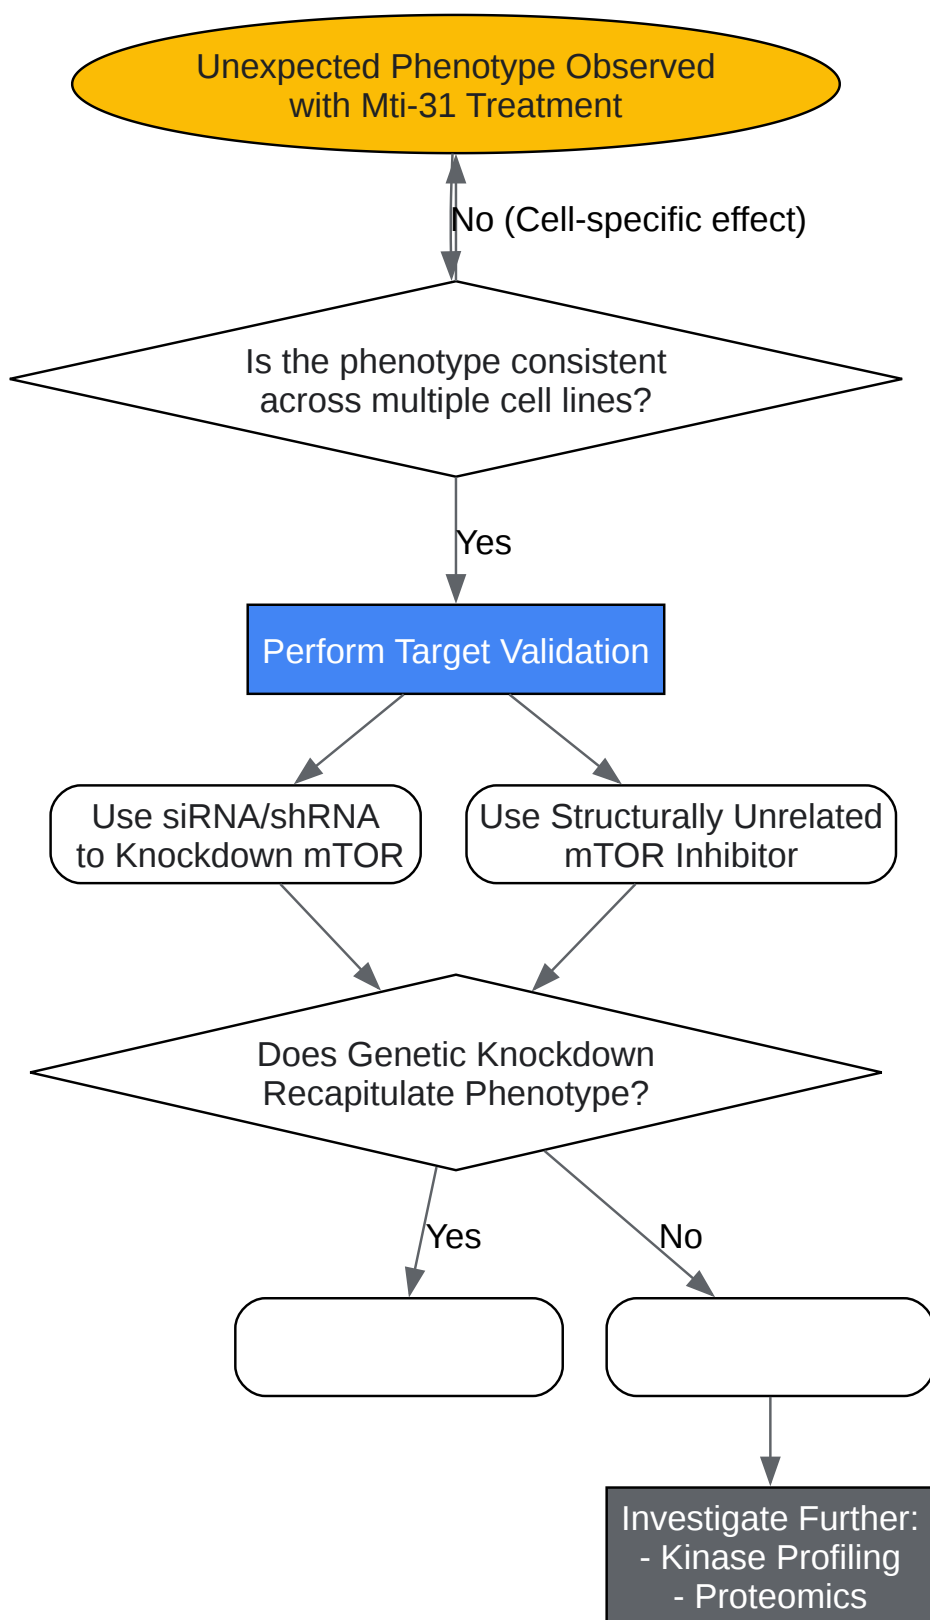 Unexpected Phenotype Observed
with Mti-31 Treatment
No (Cell-specific effect)
Is the phenotype consistent
across multiple cell lines?
Yes
Perform Target Validation
Use siRNA/shRNA
to Knockdown mTOR
Use Structurally Unrelated
mTOR Inhibitor
Does Genetic Knockdown
Recapitulate Phenotype?
Yes
No
Investigate Further:
- Kinase Profiling
- Proteomics